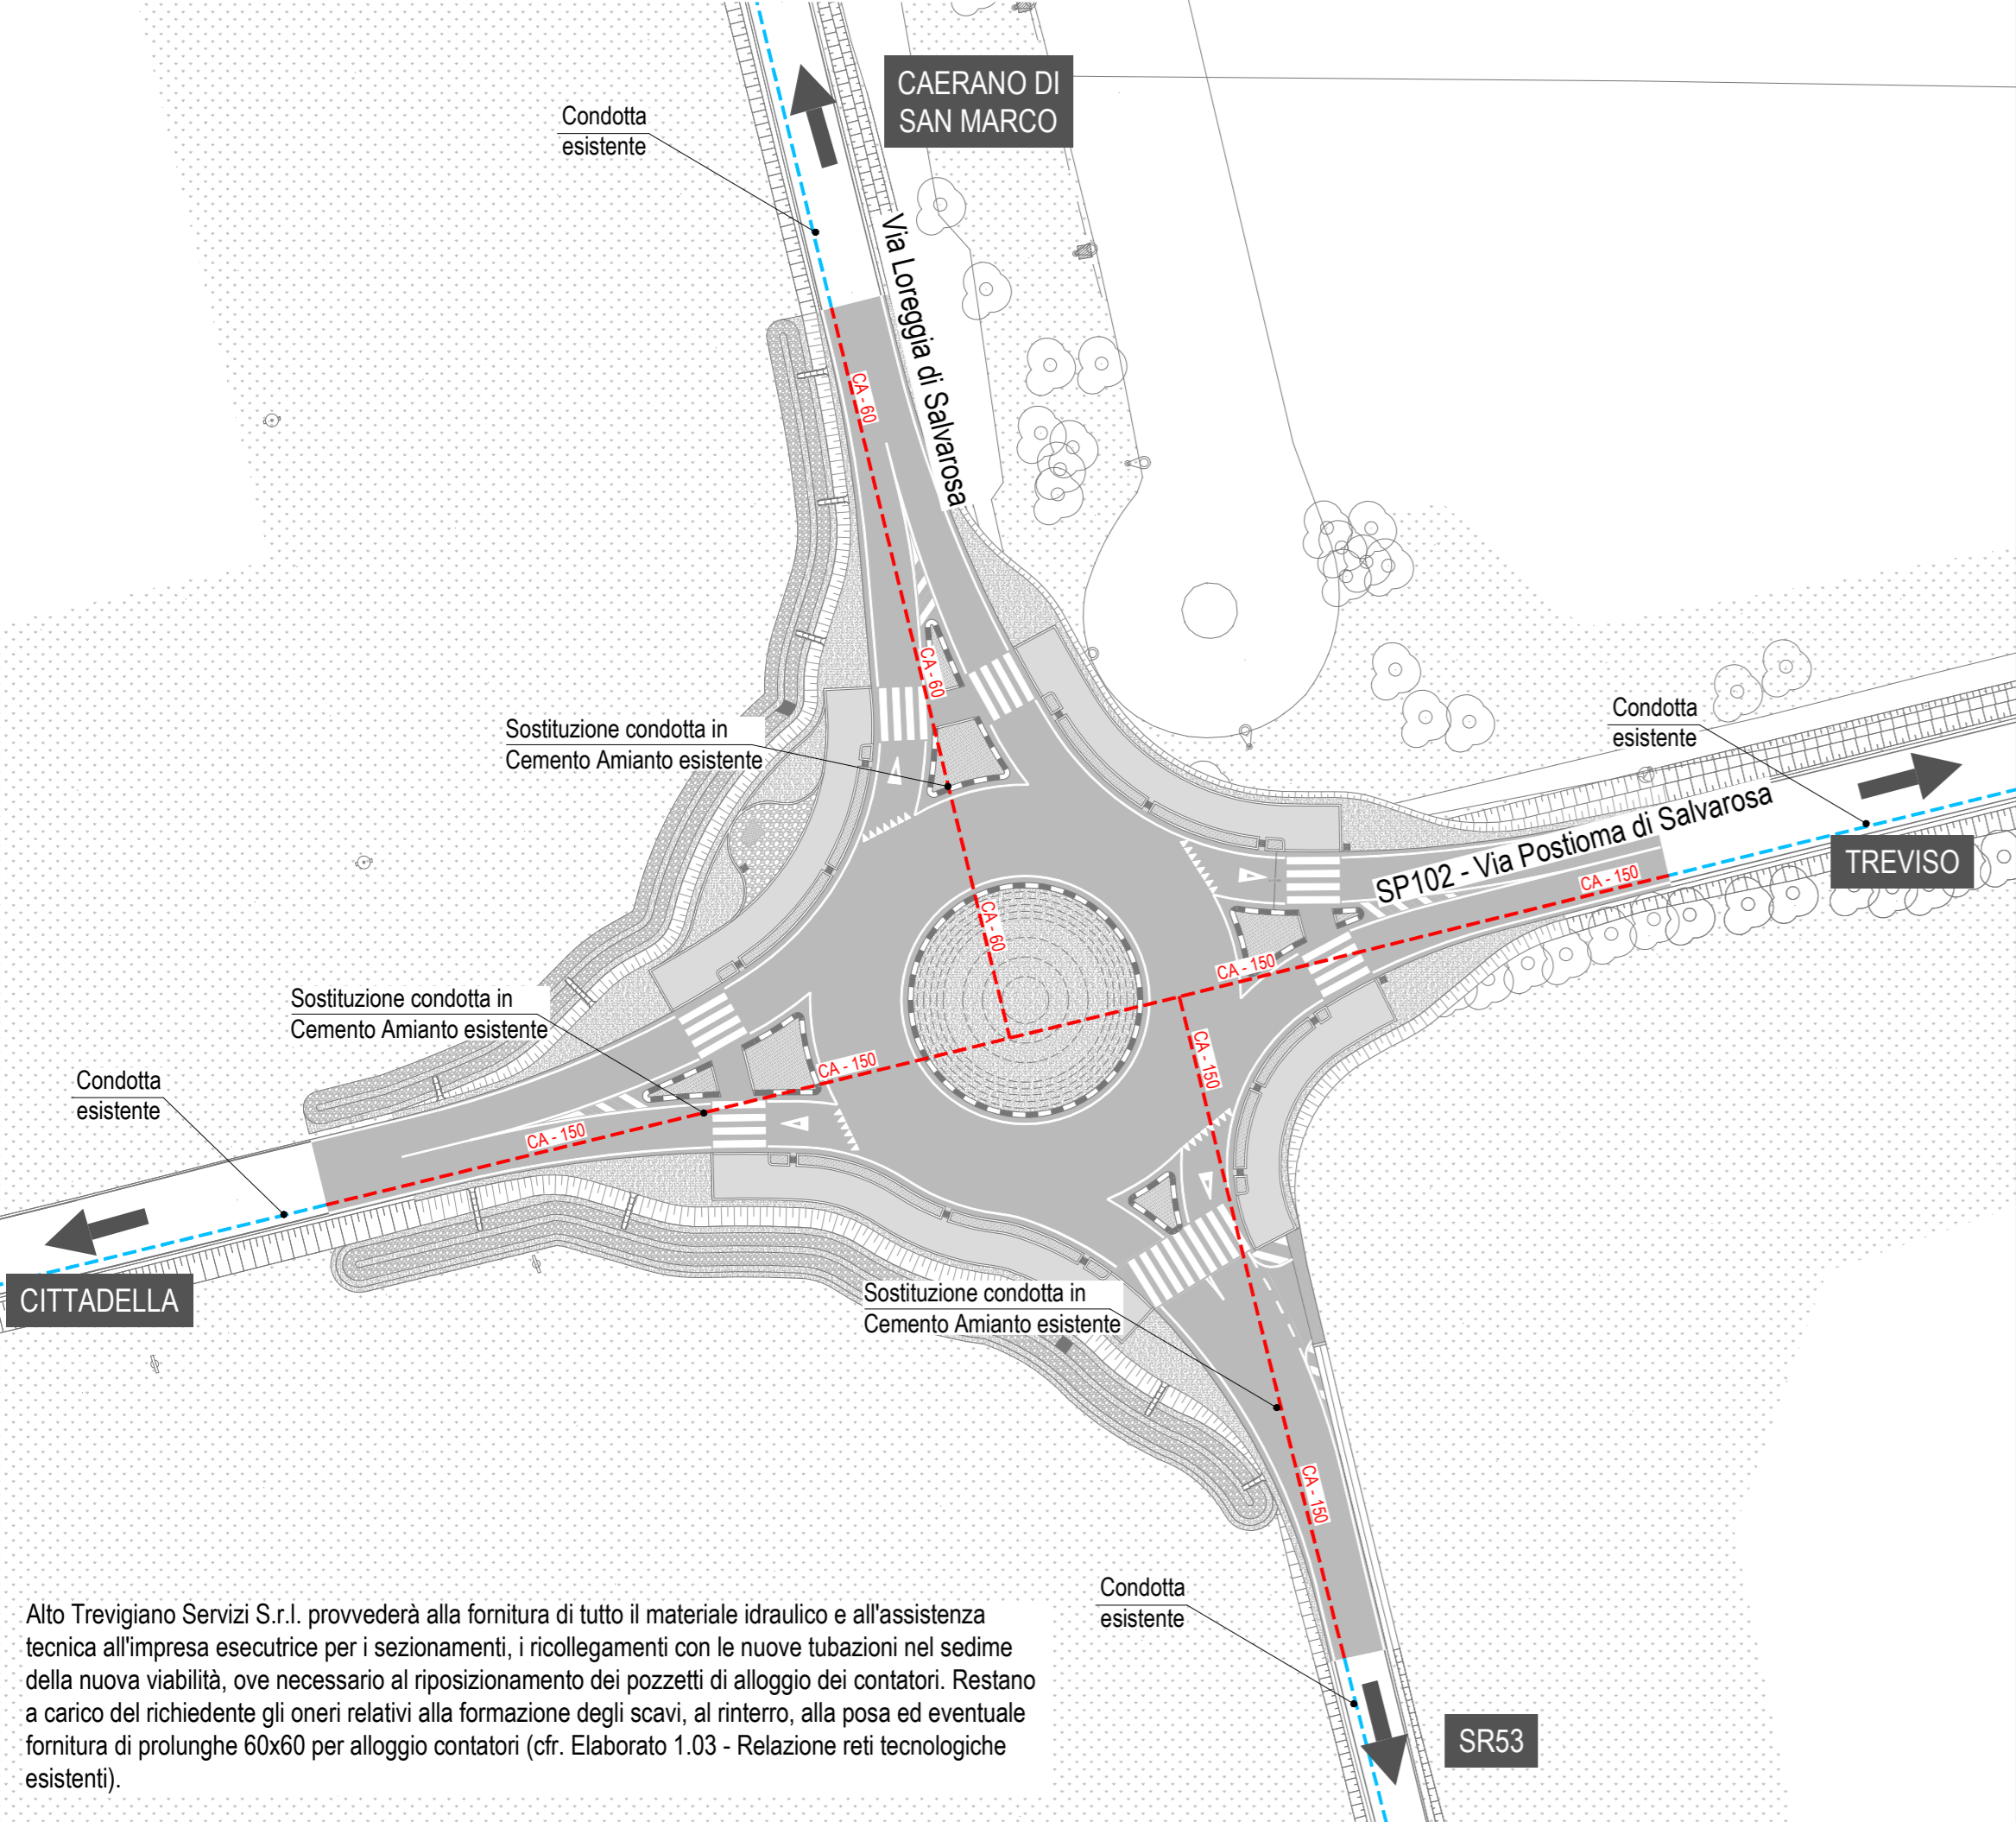 CAERANO DI
SAN MARCO
Condotta
esistente
Via Loreggia di Salvarosa
CA - 60
CA - 60
Sostituzione condotta in
Cemento Amianto esistente
Condotta
esistente
SP102 - Via Postioma di Salvarosa
TREVISO
CA - 150
CA - 60
CA - 150
Sostituzione condotta in
Cemento Amianto esistente
CA - 150
CA - 150
Condotta
esistente
CA - 150
CITTADELLA
Sostituzione condotta in
Cemento Amianto esistente
CA - 150
Condotta
esistente
SR53
Alto Trevigiano Servizi S.r.l. provvederà alla fornitura di tutto il materiale idraulico e all'assistenza
tecnica all'impresa esecutrice per i sezionamenti, i ricollegamenti con le nuove tubazioni nel sedime
della nuova viabilità, ove necessario al riposizionamento dei pozzetti di alloggio dei contatori. Restano
a carico del richiedente gli oneri relativi alla formazione degli scavi, al rinterro, alla posa ed eventuale
fornitura di prolunghe 60x60 per alloggio contatori (cfr. Elaborato 1.03 - Relazione reti tecnologiche
esistenti).